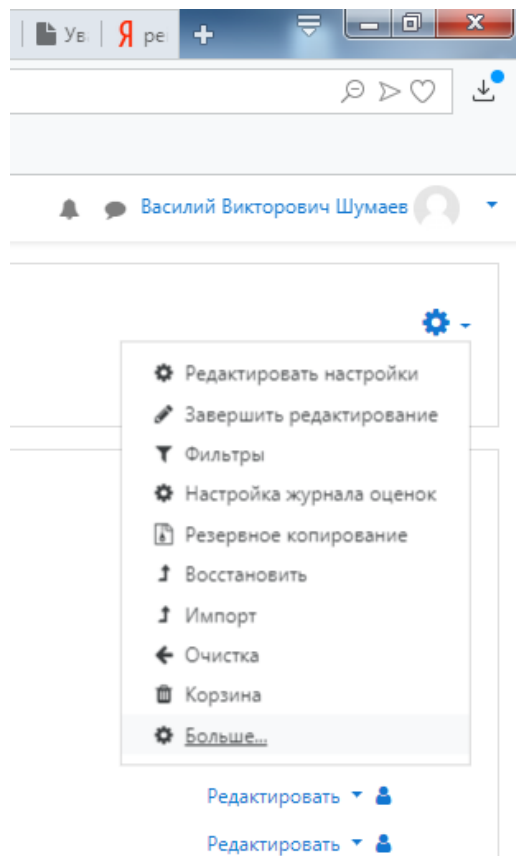 Ув. Я ре
Василий Викторович Шумаев
Редактировать настройки
Завершить редактирование
Фильтры
Настройка журнала оценок
Резервное копирование
Восстановить
Импорт
Очистка
Корзина
Больше...
Редактировать
Редактировать